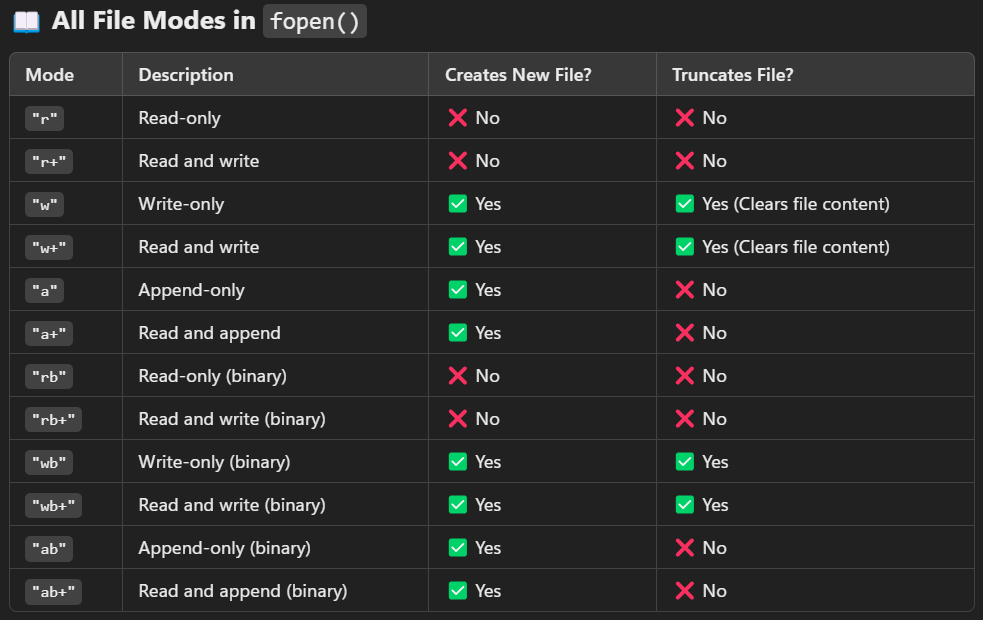 All File Modes in fopen()
Mode Description Creates New File? Truncates File?
"r" Read-only No No
"r+" Read and write No No
"w" Write-only Yes Yes (Clears file content)
"w+" Read and write Yes Yes (Clears file content)
"a" Append-only Yes No
"a+" Read and append Yes No
"rb" Read-only (binary) No No
"rb+" Read and write (binary) No No
"wb" Write-only (binary) Yes Yes
"wb+" Read and write (binary) Yes Yes
"ab" Append-only (binary) Yes No
"ab+" Read and append (binary) Yes No